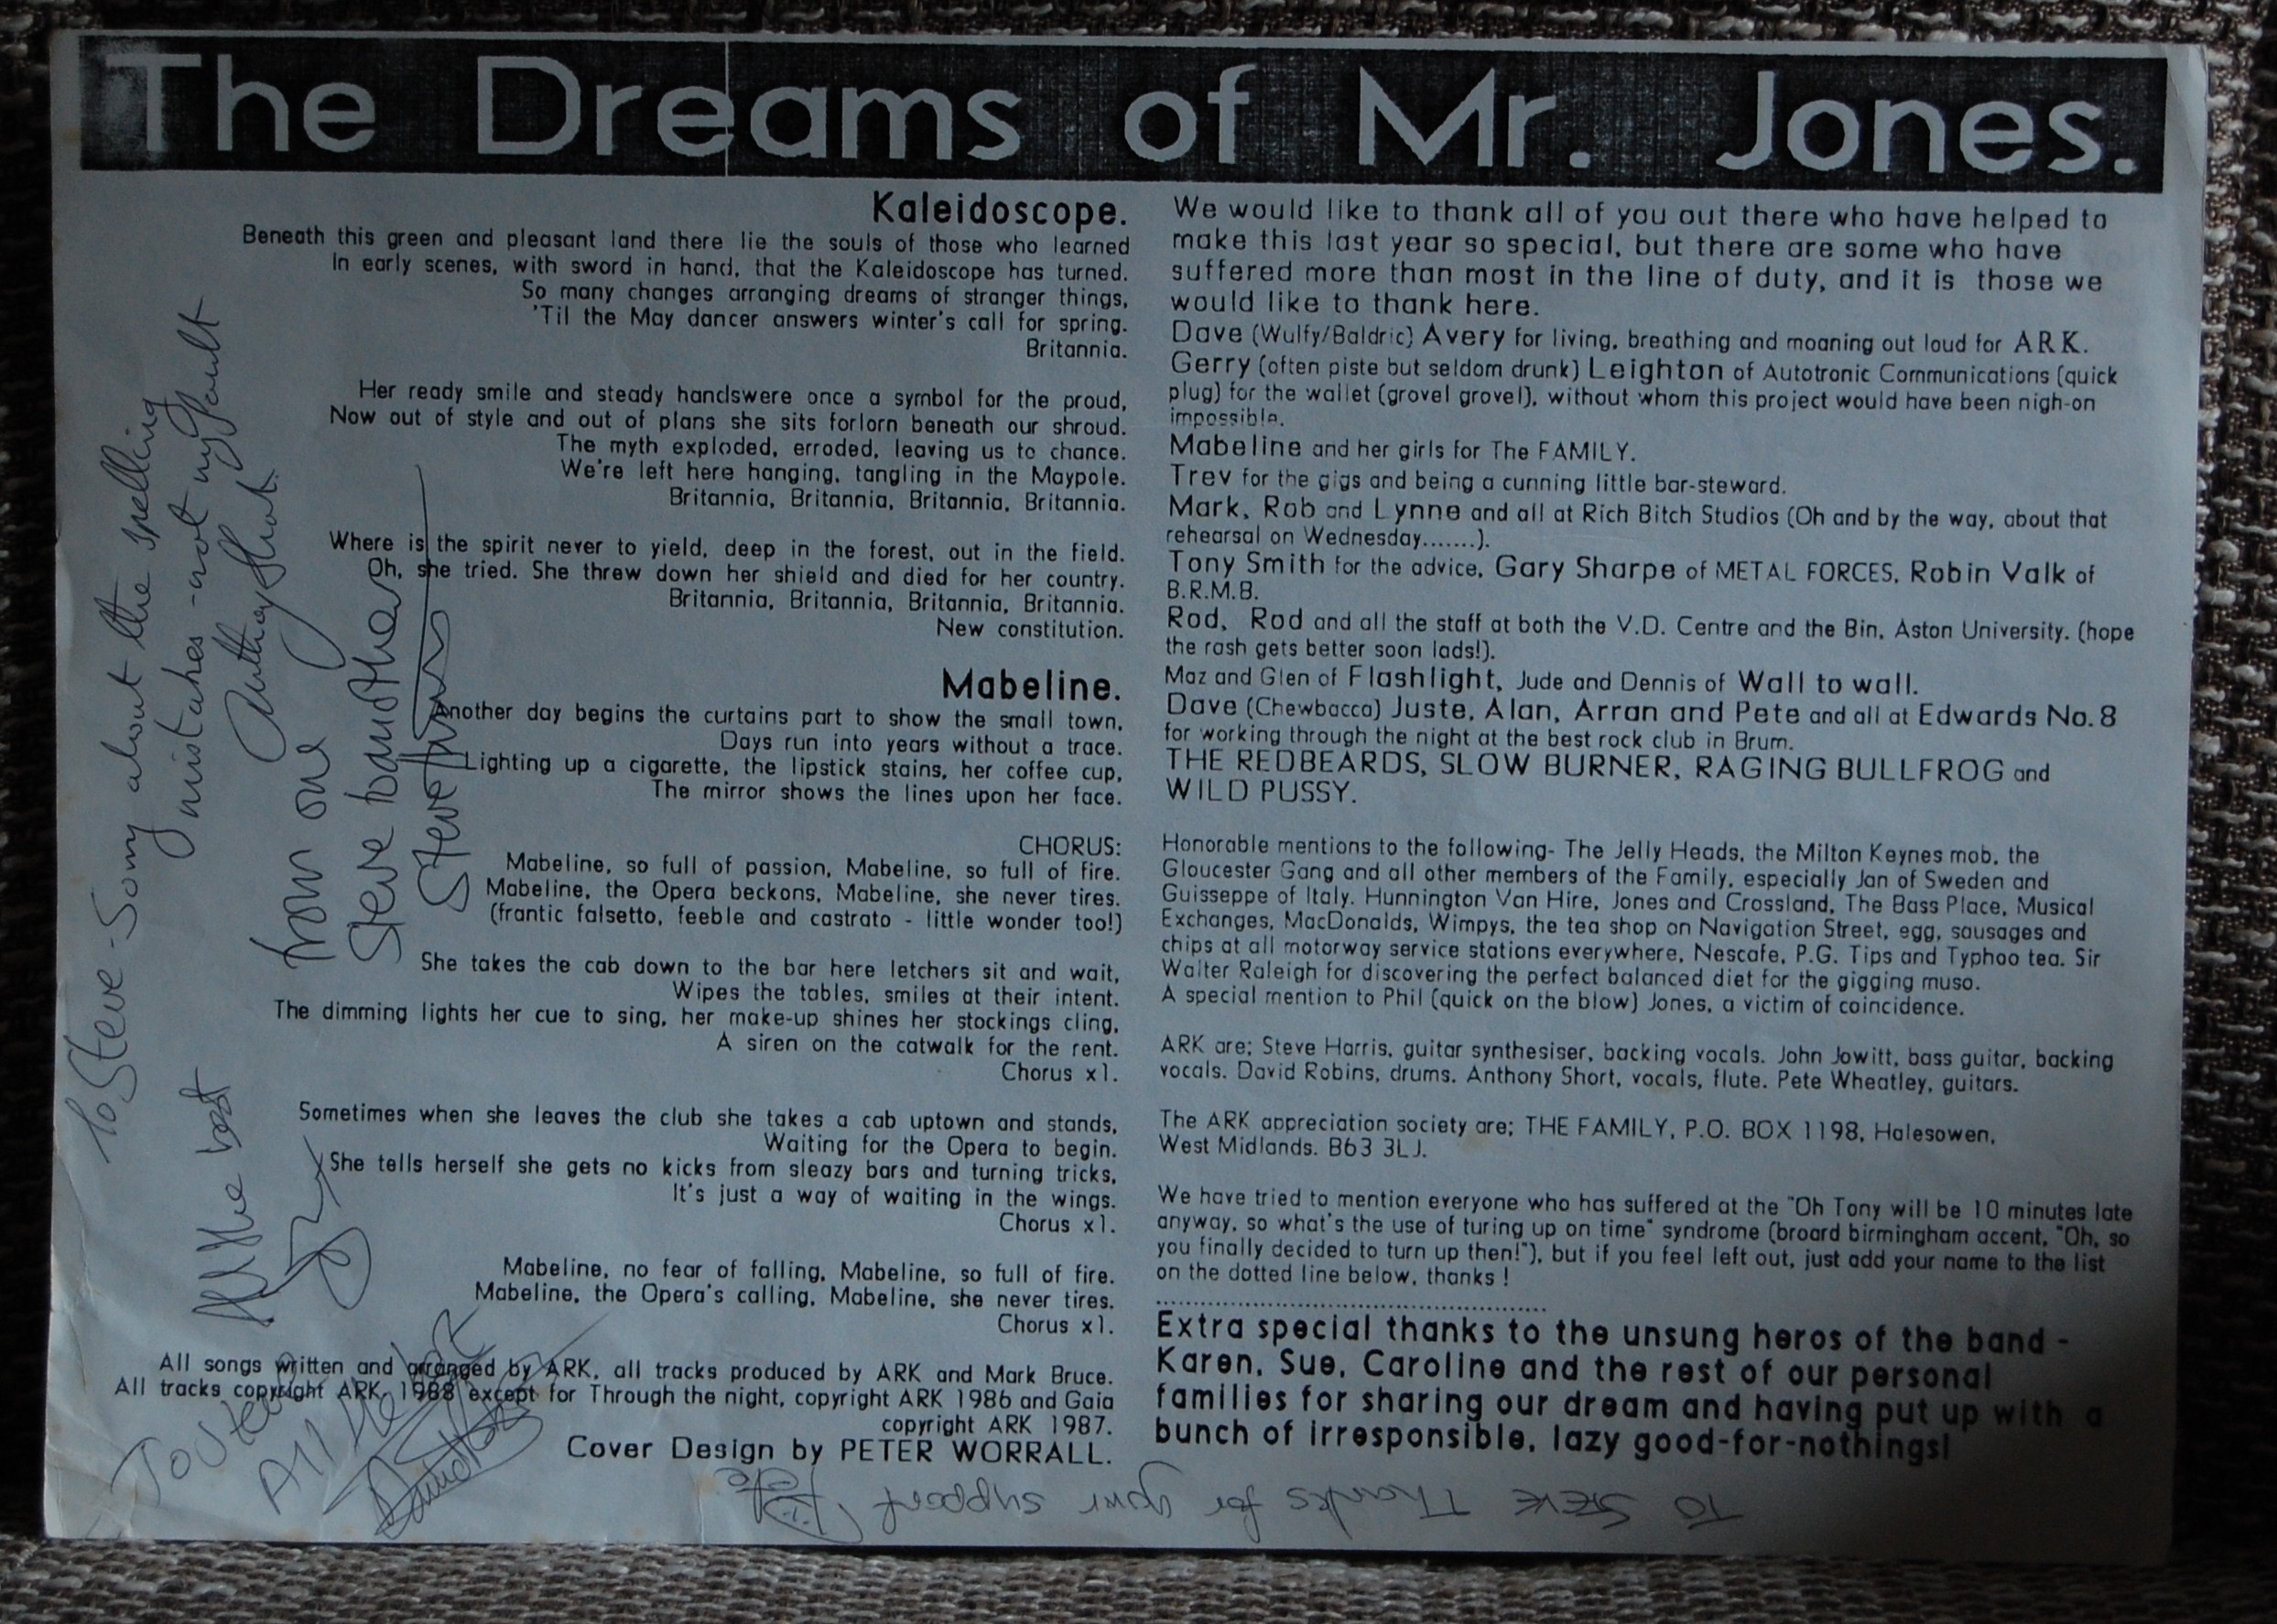 The Dreams of Mr. Jones.
Kaleidoscope.
Beneath this green and pleasant land there lie the souls of those who learned
In early scenes, with sword in hand, that the Kaleidoscope has turned.
So many changes arranging dreams of stranger things,
'Til the May dancer answers winter's call for spring.
Britannia.
Her ready smile and steady handswere once a symbol for the proud,
Now out of style and out of plans she sits forlorn beneath our shroud.
The myth exploded, erroded, leaving us to chance.
We're left here hanging, tangling in the Maypole.
Britannia, Britannia, Britannia, Britannia.
Where is the spirit never to yield, deep in the forest, out in the field.
Oh, she tried. She threw down her shield and died for her country.
Britannia, Britannia, Britannia, Britannia.
New constitution.
Mabeline.
Another day begins the curtains part to show the small town,
Days run into years without a trace.
Lighting up a cigarette, the lipstick stains, her coffee cup,
The mirror shows the lines upon her face.
CHORUS:
Mabeline, so full of passion, Mabeline, so full of fire.
Mabeline, the Opera beckons, Mabeline, she never tires.
(frantic falsetto, feeble and castrato - little wonder too!)
She takes the cab down to the bar here letchers sit and wait,
Wipes the tables, smiles at their intent.
The dimming lights her cue to sing, her make-up shines her stockings cling,
A siren on the catwalk for the rent.
Chorus x1.
Sometimes when she leaves the club she takes a cab uptown and stands,
Waiting for the Opera to begin.
She tells herself she gets no kicks from sleazy bars and turning tricks,
It's just a way of waiting in the wings.
Chorus x1.
Mabeline, no fear of falling, Mabeline, so full of fire.
Mabeline, the Opera's calling, Mabeline, she never tires.
Chorus x1.
All songs written and arranged by ARK, all tracks produced by ARK and Mark Bruce.
All tracks copyright ARK 1988 except for Through the night, copyright ARK 1986 and Gaia
copyright ARK 1987.
Cover Design by PETER WORRALL.
We would like to thank all of you out there who have helped to
make this last year so special, but there are some who have
suffered more than most in the line of duty, and it is those we
would like to thank here.
Dave (Wulfy/Baldric) Avery for living, breathing and moaning out loud for ARK.
Gerry (often piste but seldom drunk) Leighton of Autotronic Communications (quick
plug) for the wallet (grovel grovel), without whom this project would have been nigh-on
impossible.
Mabeline and her girls for The FAMILY.
Trev for the gigs and being a cunning little bar-steward.
Mark, Rob and Lynne and all at Rich Bitch Studios (Oh and by the way, about that
rehearsal on Wednesday.......).
Tony Smith for the advice, Gary Sharpe of METAL FORCES, Robin Valk of
B.R.M.B.
Rod, Rod and all the staff at both the V.D. Centre and the Bin, Aston University. (hope
the rash gets better soon lads!).
Maz and Glen of Flashlight, Jude and Dennis of Wall to wall.
Dave (Chewbacca) Juste, Alan, Arran and Pete and all at Edwards No.8
for working through the night at the best rock club in Brum.
THE REDBEARDS, SLOW BURNER, RAGING BULLFROG and
WILD PUSSY.
Honorable mentions to the following- The Jelly Heads, the Milton Keynes mob, the
Gloucester Gang and all other members of the Family, especially Jan of Sweden and
Guisseppe of Italy. Hunnington Van Hire, Jones and Crossland, The Bass Place, Musical
Exchanges, MacDonalds, Wimpys, the tea shop on Navigation Street, egg, sausages and
chips at all motorway service stations everywhere, Nescafe, P.G. Tips and Typhoo tea. Sir
Walter Raleigh for discovering the perfect balanced diet for the gigging muso.
A special mention to Phil (quick on the blow) Jones, a victim of coincidence.
ARK are; Steve Harris, guitar synthesiser, backing vocals. John Jowitt, bass guitar, backing
vocals. David Robins, drums. Anthony Short, vocals, flute. Pete Wheatley, guitars.
The ARK appreciation society are; THE FAMILY, P.O. BOX 1198, Halesowen,
West Midlands. B63 3LJ.
We have tried to mention everyone who has suffered at the "Oh Tony will be 10 minutes late
anyway, so what's the use of turing up on time" syndrome (broard birmingham accent, "Oh, so
you finally decided to turn up then!"), but if you feel left out, just add your name to the list
on the dotted line below, thanks !
..................................................
Extra special thanks to the unsung heros of the band -
Karen, Sue, Caroline and the rest of our personal
families for sharing our dream and having put up with a
bunch of irresponsible, lazy good-for-nothings!
To Steve - Sorry about the spelling
mistakes - not my fault
Anthony Short
from one
Steve to another
Steve
All the best
To Steve
All the best
TO STEVE Thanks for your support
Pete